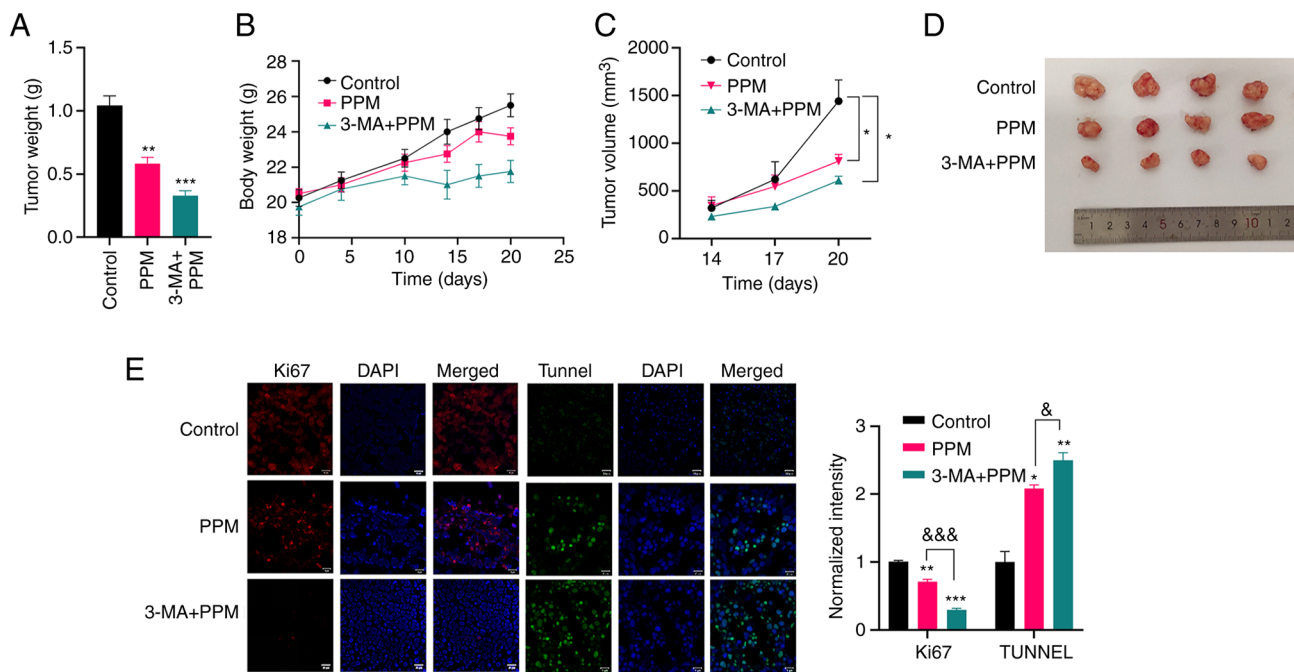 A
Tumor weight (g)
1.5
1.0
0.5
0.0
**
***
Control
PPM
3-MA+
PPM
B
Body weight (g)
28
26
24
22
20
18
Control
PPM
3-MA+PPM
0
5
10
15
20
25
Time (days)
C
Tumor volume (mm³)
2000
1500
1000
500
0
Control
PPM
3-MA+PPM
*
*
14
17
20
Time (days)
D
Control
PPM
3-MA+PPM
1 2 3 4 5 6 7 8 9 10 1 2
E
Ki67 DAPI Merged Tunnel DAPI Merged
Control
PPM
3-MA+PPM
Normalized intensity
3
2
1
0
Control
PPM
3-MA+PPM
&
**
*
&&&
**
***
Ki67
TUNNEL